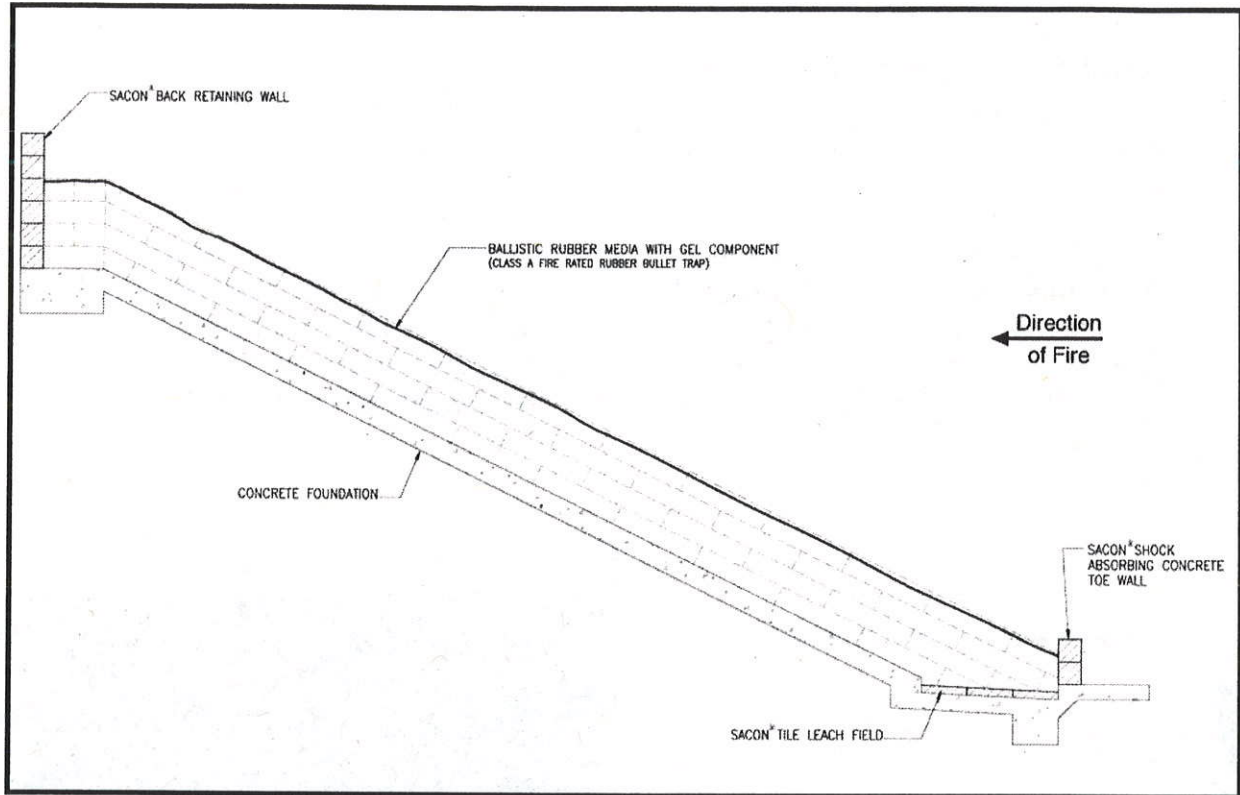 SACON* BACK RETAINING WALL
BALLISTIC RUBBER MEDIA WITH GEL COMPONENT
(CLASS A FIRE RATED RUBBER BULLET TRAP)
Direction
of Fire
CONCRETE FOUNDATION
SACON* SHOCK
ABSORBING CONCRETE
TOE WALL
SACON* TILE LEACH FIELD